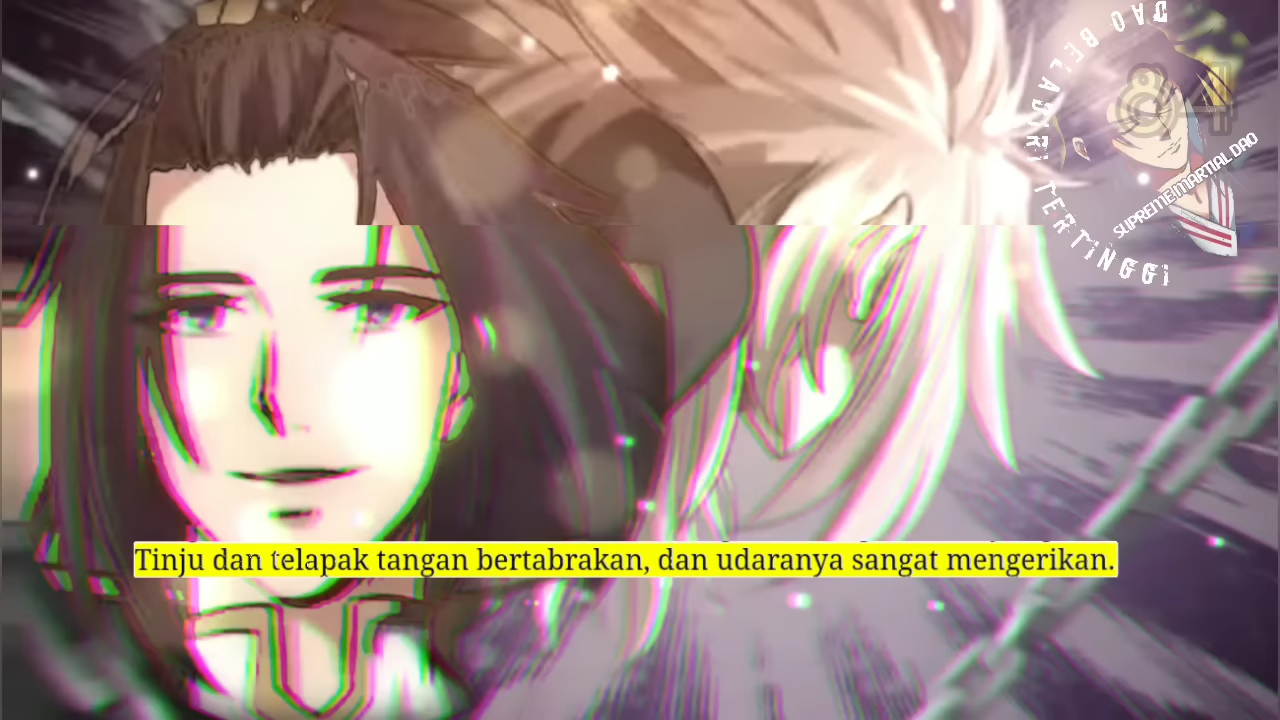 DAO BELADIRI TERTINGGI
SUPREME MARTIAL DAO
Tinju dan telapak tangan bertabrakan, dan udaranya sangat mengerikan.